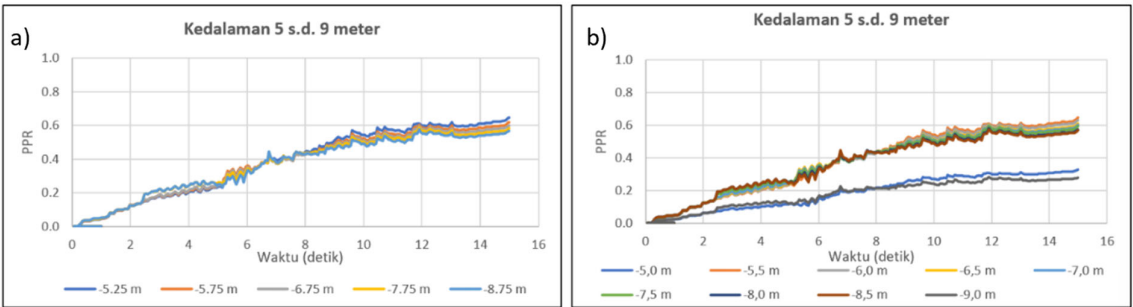 a)
Kedalaman 5 s.d. 9 meter
1.0
0.8
0.6
0.4
0.2
0.0
PPR
0 2 4 6 8 10 12 14 16
Waktu (detik)
-5.25 m -5.75 m -6.75 m -7.75 m -8.75 m
b)
Kedalaman 5 s.d. 9 meter
1.0
0.8
0.6
0.4
0.2
0.0
PPR
0 2 4 6 8 10 12 14 16
Waktu (detik)
-5,0 m -5,5 m -6,0 m -6,5 m -7,0 m
-7,5 m -8,0 m -8,5 m -9,0 m